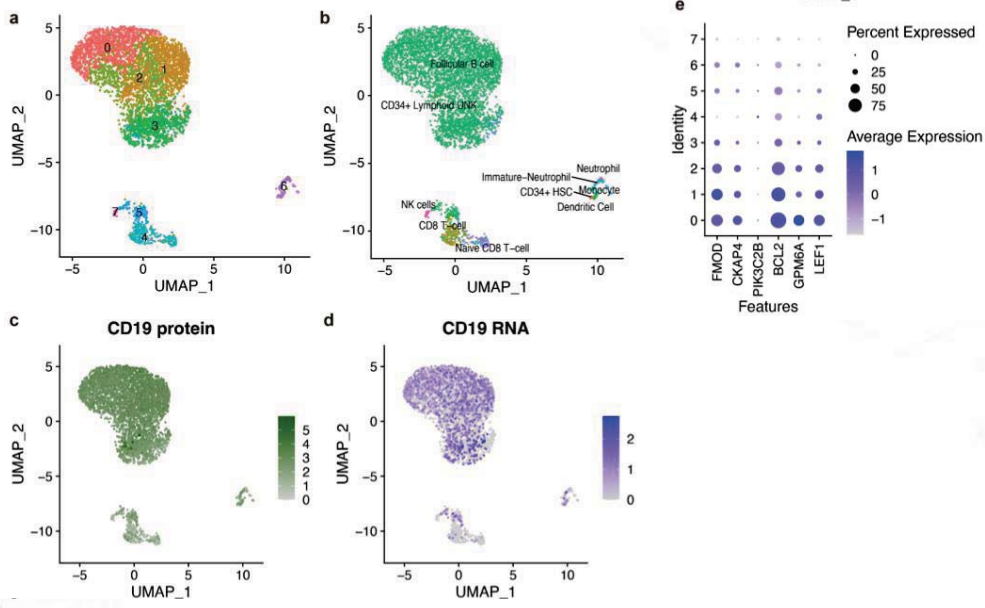 a
5
0
−5
−10
UMAP_2
−5
0
5
10
UMAP_1
0
1
2
3
4
5
6
7
b
5
0
−5
−10
UMAP_2
−5
0
5
10
UMAP_1
Follicular B cell
CD34+ Lymphoid UNK
Neutrophil
Immature−Neutrophil
CD34+ HSC
Monocyte
Dendritic Cell
NK cells
CD8 T−cell
Naive CD8 T−cell
e
7
6
5
4
3
2
1
0
Identity
FMOD
CKAP4
PIK3C2B
BCL2
GPM6A
LEF1
Features
Percent Expressed
0
25
50
75
Average Expression
1
0
−1
c
CD19 protein
5
0
−5
−10
UMAP_2
−5
0
5
10
UMAP_1
5
4
3
2
1
0
d
CD19 RNA
5
0
−5
−10
UMAP_2
−5
0
5
10
UMAP_1
2
1
0